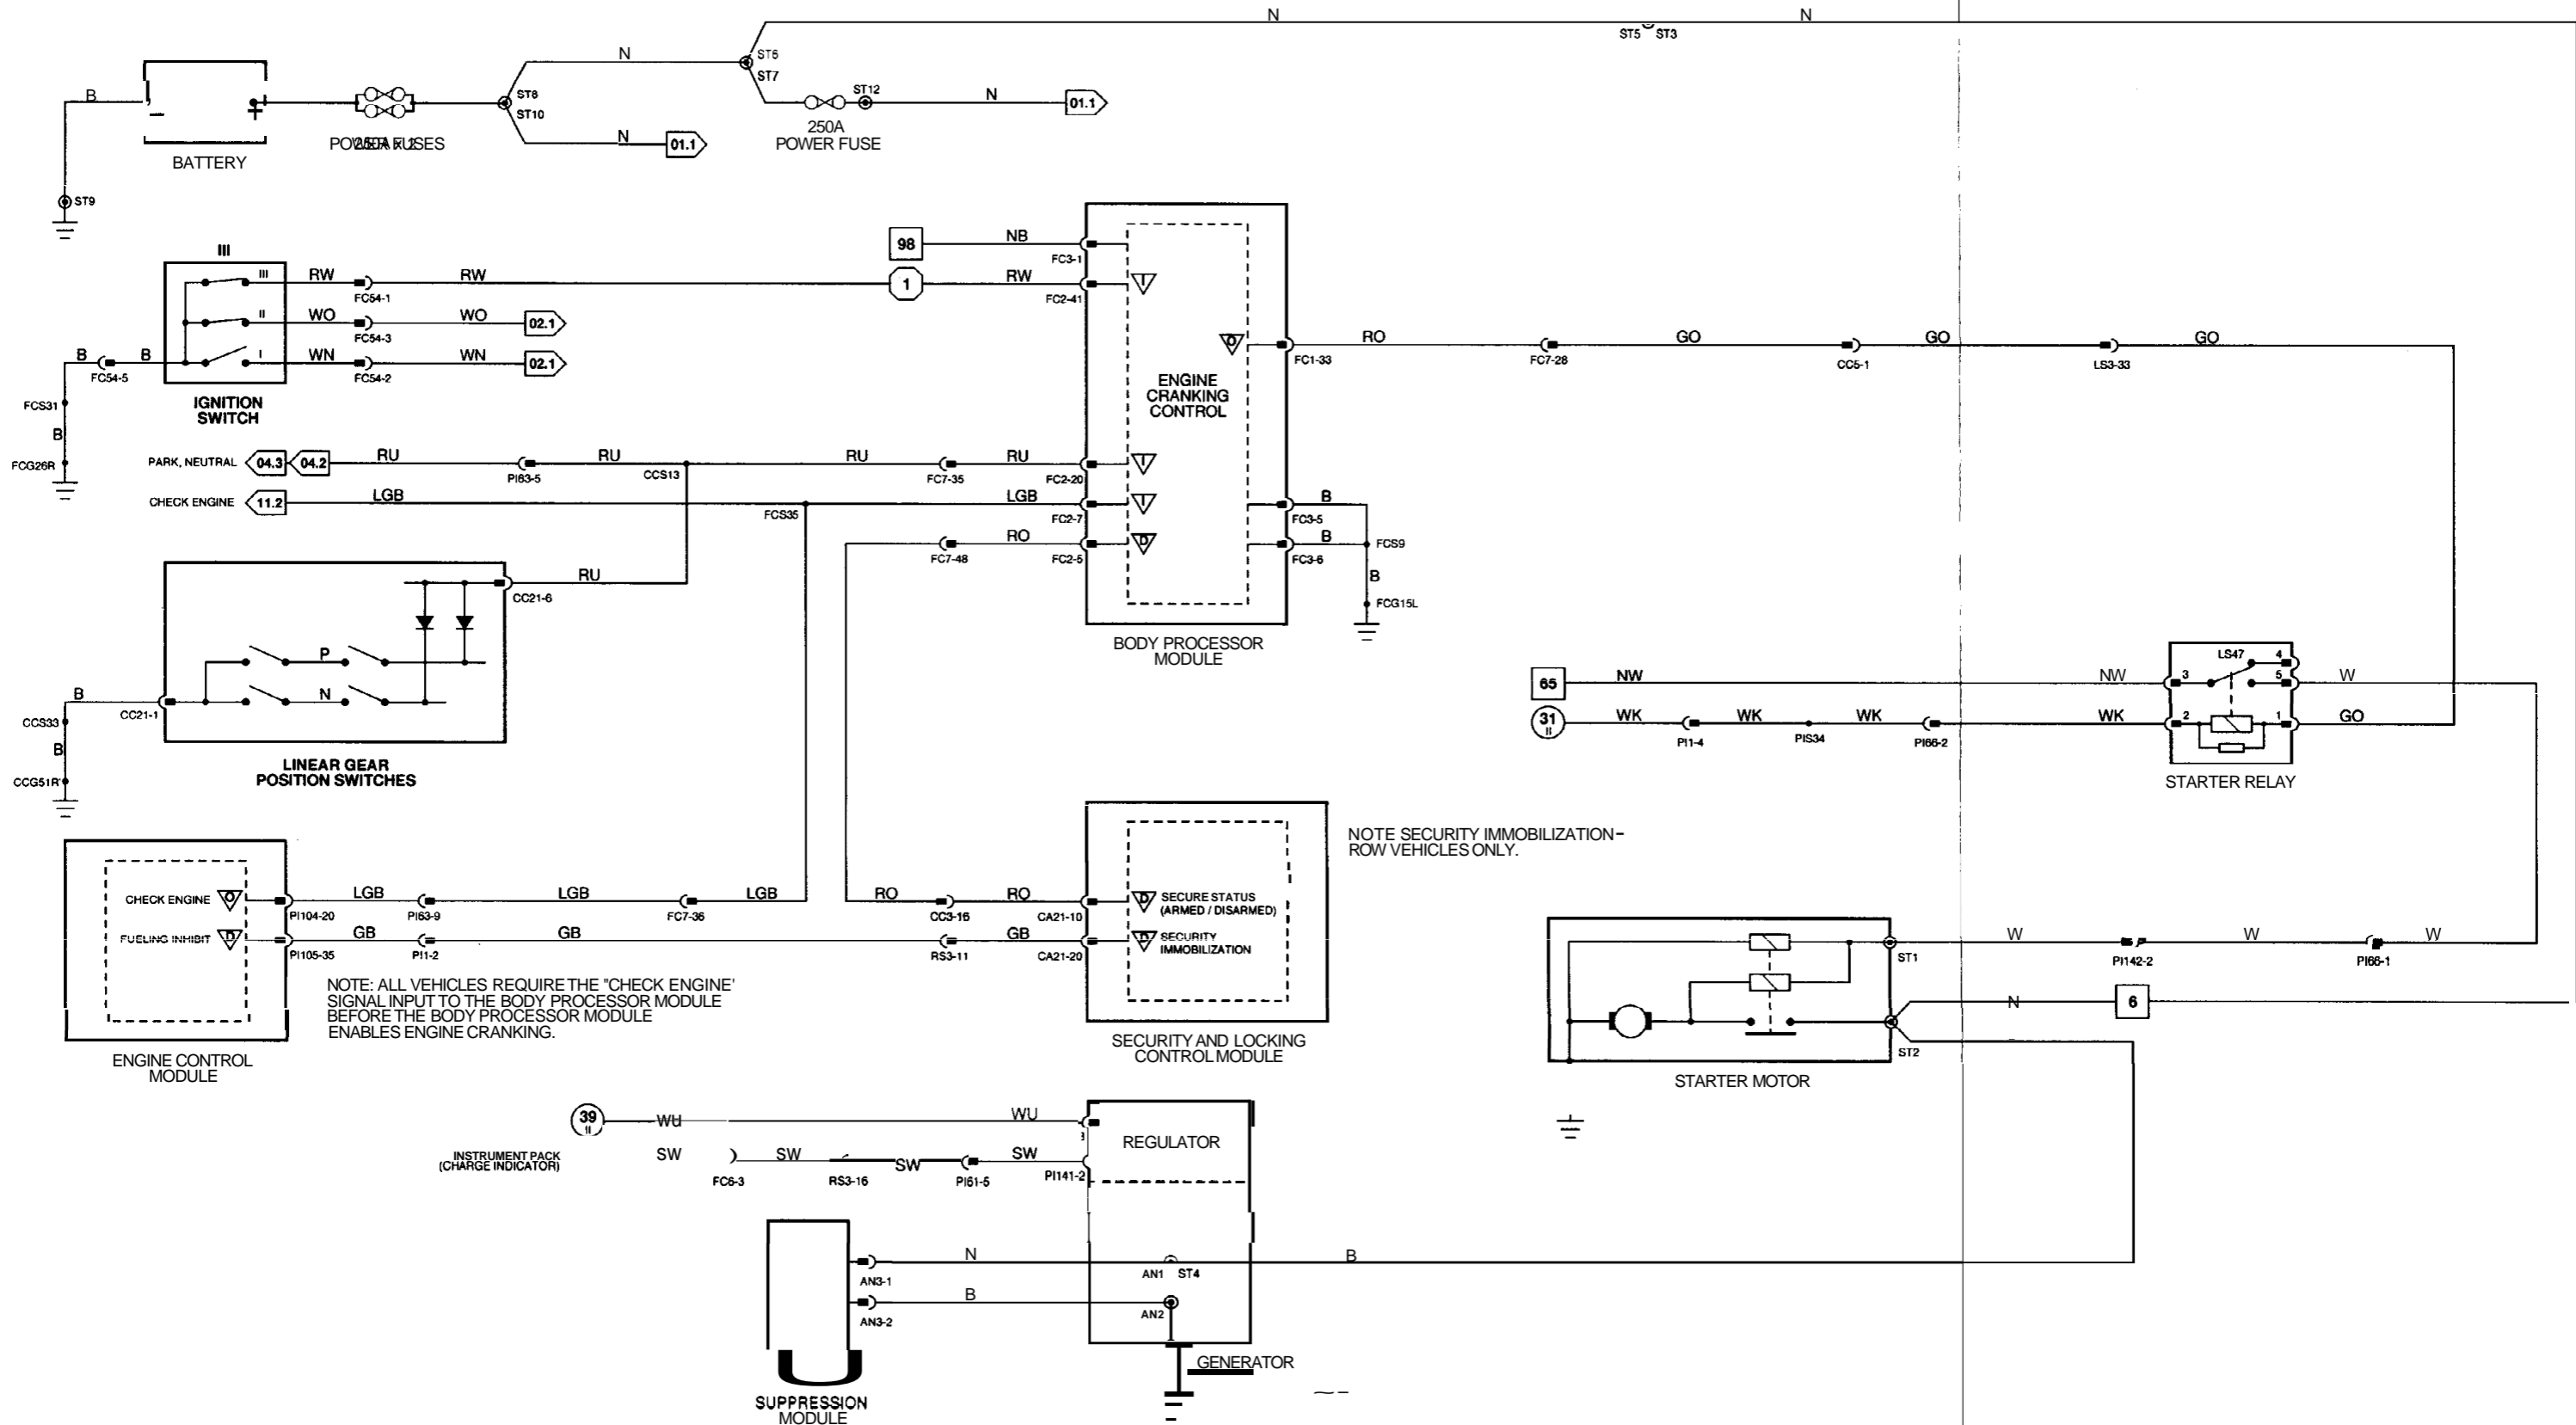 N
N
ST5 ST3
N
ST6
ST7
B
ST8
ST10
ST12
N
01.1
N
01.1
250A
POWER FUSE
POWER FUSES
BATTERY
ST9
III
98
NB
FC3-1
III
RW
FC54-1
RW
1
RW
FC2-41
II
WO
FC54-3
WO
02.1
B
FC54-5
B
I
WN
FC54-2
WN
02.1
O
FC1-33
RO
FC7-28
GO
CC5-1
GO
LS3-33
GO
ENGINE
CRANKING
CONTROL
IGNITION
SWITCH
FCS31
B
FCG26R
PARK, NEUTRAL
04.3
04.2
RU
PI63-5
RU
CCS13
RU
FC7-35
RU
FC2-20
I
CHECK ENGINE
11.2
LGB
FCS35
LGB
FC2-7
I
FC3-5
B
FC7-48
RO
FC2-5
D
FC3-6
B
FCS9
B
FCG15L
BODY PROCESSOR
MODULE
RU
CC21-6
P
N
B
CC21-1
CCS33
B
CCG51R
LINEAR GEAR
POSITION SWITCHES
65
NW
NW
3
LS47
4
5
W
31
II
WK
PI1-4
WK
PIS34
WK
PI66-2
WK
2
1
GO
STARTER RELAY
NOTE SECURITY IMMOBILIZATION–
ROW VEHICLES ONLY.
CHECK ENGINE
O
PI104-20
LGB
PI63-9
LGB
FC7-36
LGB
RO
CC3-16
RO
CA21-10
D
SECURE STATUS
(ARMED / DISARMED)
FUELING INHIBIT
D
PI105-35
GB
PI1-2
GB
RS3-11
GB
CA21-20
D
SECURITY
IMMOBILIZATION
NOTE: ALL VEHICLES REQUIRE THE "CHECK ENGINE'
SIGNAL INPUT TO THE BODY PROCESSOR MODULE
BEFORE THE BODY PROCESSOR MODULE
ENABLES ENGINE CRANKING.
ENGINE CONTROL
MODULE
SECURITY AND LOCKING
CONTROL MODULE
ST1
W
PI142-2
W
PI66-1
W
N
6
ST2
STARTER MOTOR
39
II
WU
WU
REGULATOR
INSTRUMENT PACK
(CHARGE INDICATOR)
SW
FC6-3
SW
RS3-16
SW
PI61-5
SW
PI141-2
AN3-1
N
AN1 ST4
B
AN3-2
B
AN2
GENERATOR
SUPPRESSION
MODULE